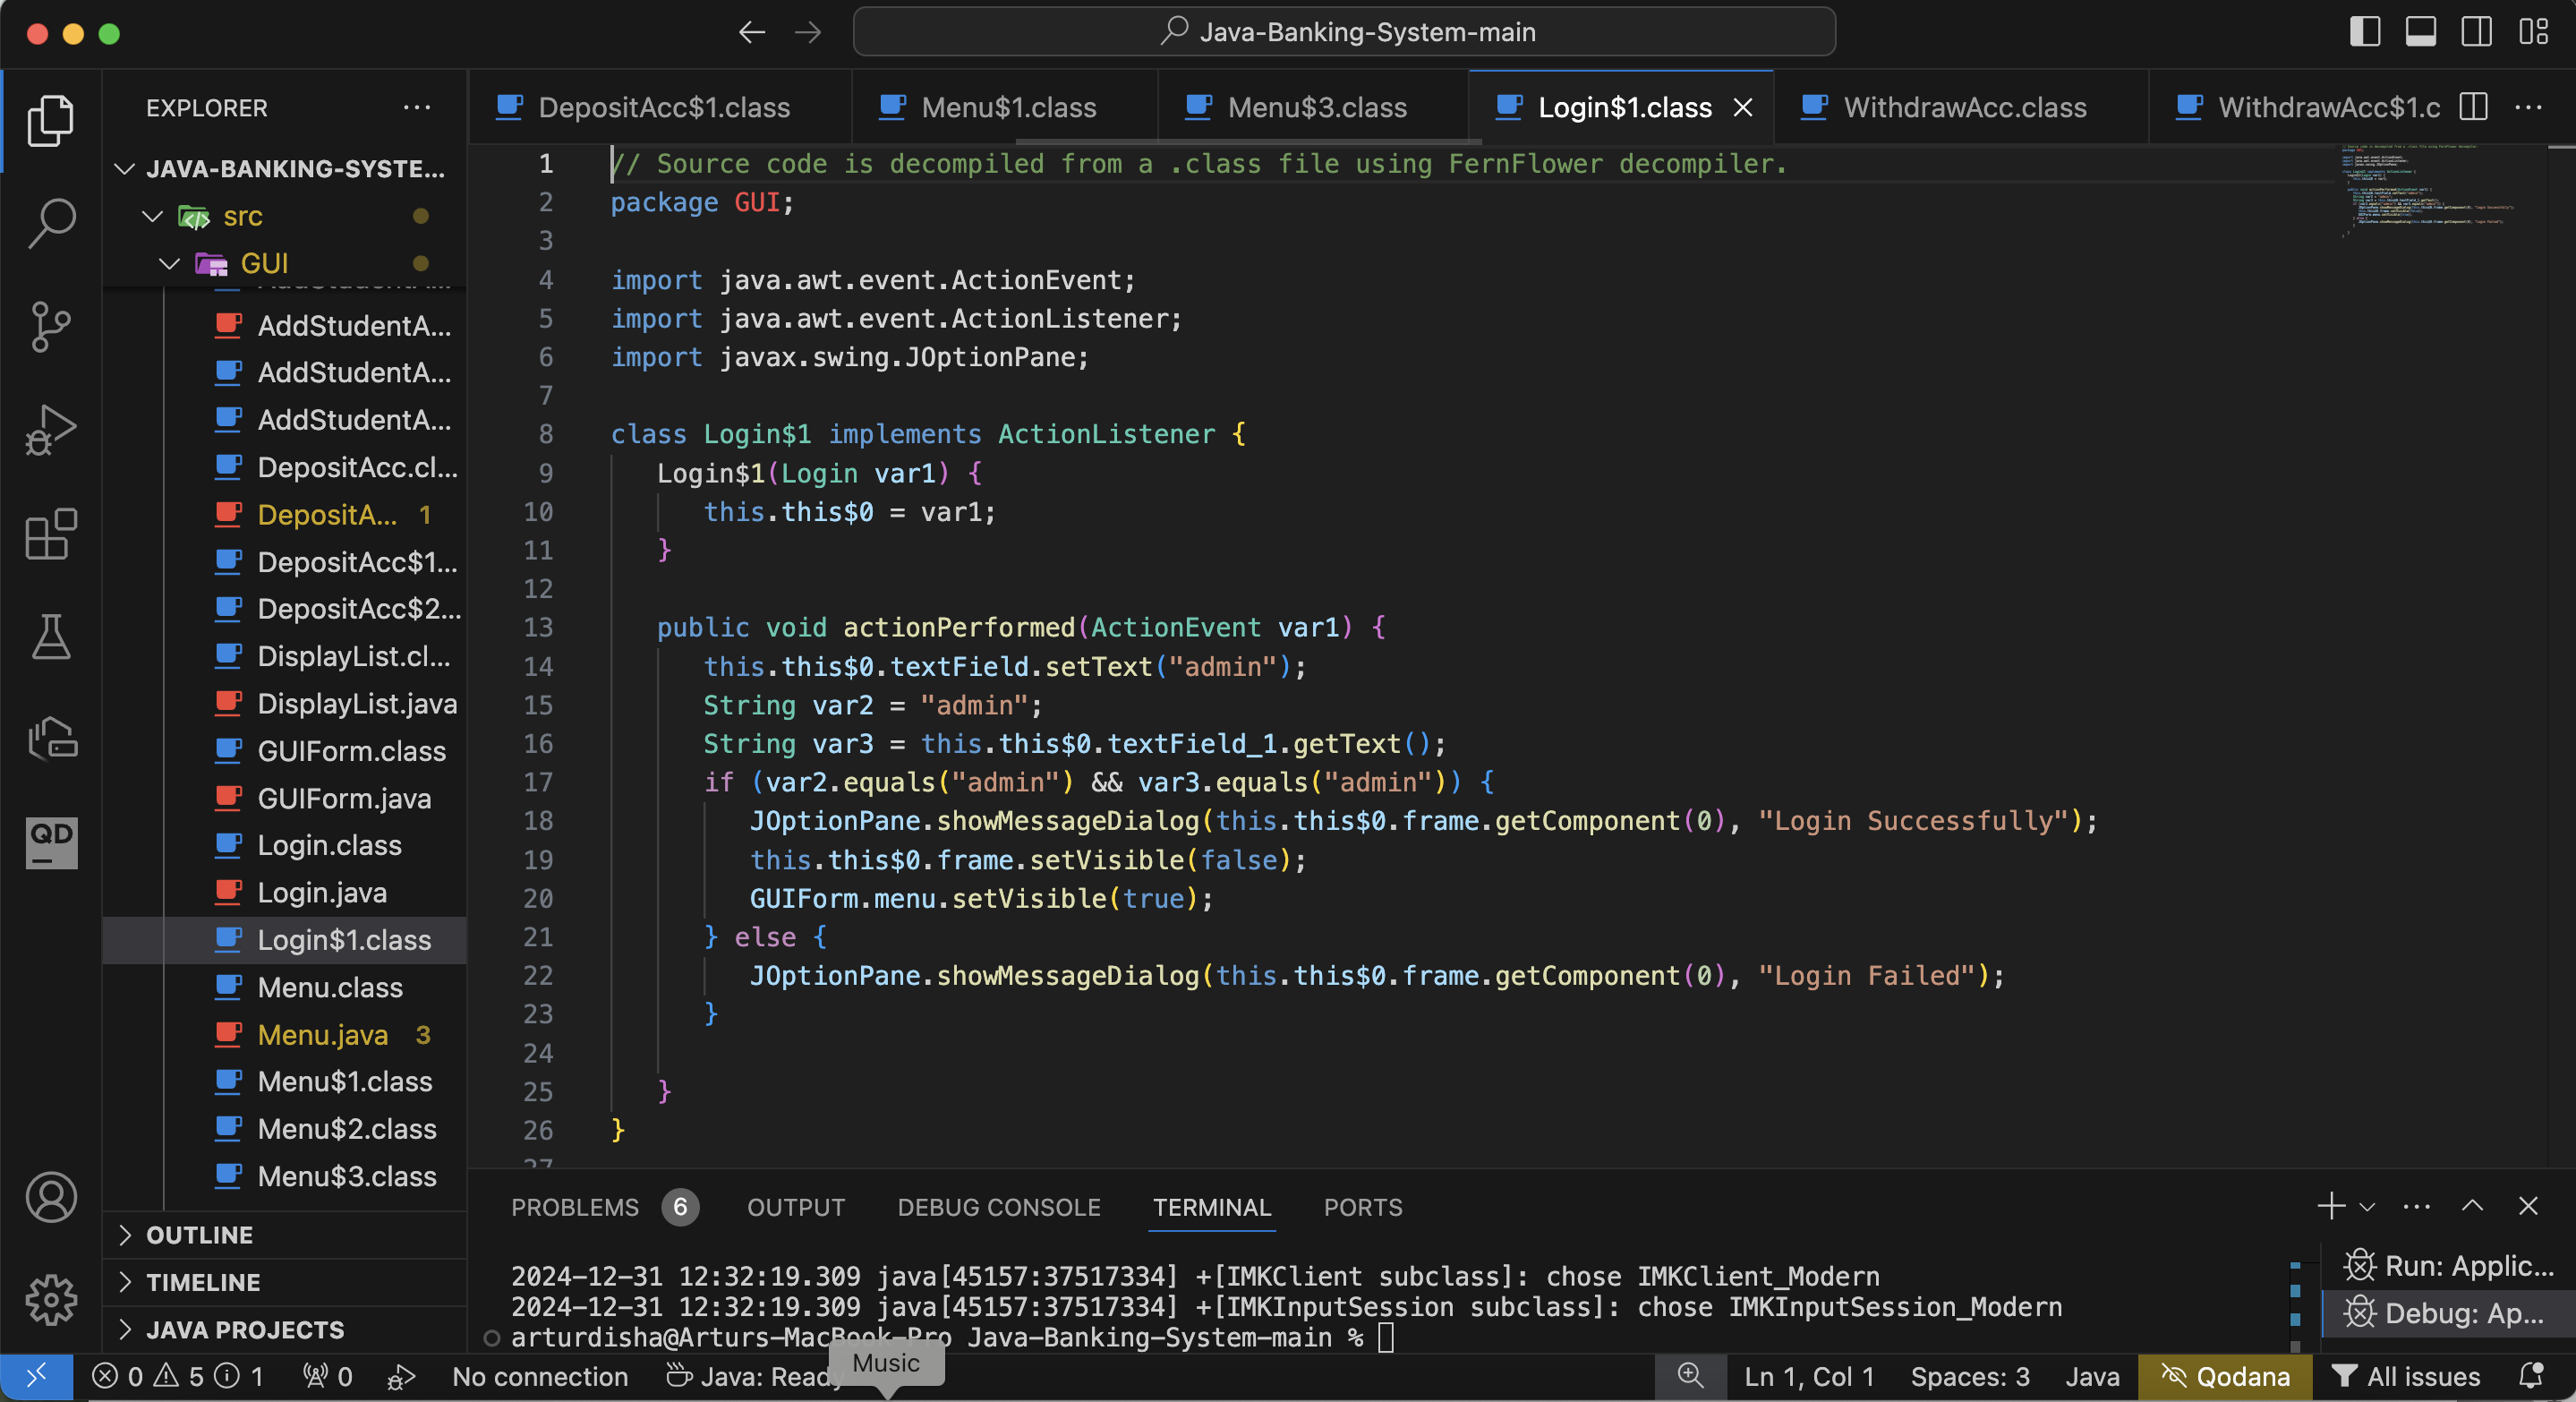 Java-Banking-System-main
EXPLORER
JAVA-BANKING-SYSTE...
src
GUI
AddStudentA...
AddStudentA...
AddStudentA...
DepositAcc.cl...
DepositA... 1
DepositAcc$1...
DepositAcc$2...
DisplayList.cl...
DisplayList.java
GUIForm.class
GUIForm.java
Login.class
Login.java
Login$1.class
Menu.class
Menu.java 3
Menu$1.class
Menu$2.class
Menu$3.class
OUTLINE
TIMELINE
JAVA PROJECTS
QD
DepositAcc$1.class Menu$1.class Menu$3.class Login$1.class WithdrawAcc.class WithdrawAcc$1.c
1 // Source code is decompiled from a .class file using FernFlower decompiler.
2 package GUI;
3
4 import java.awt.event.ActionEvent;
5 import java.awt.event.ActionListener;
6 import javax.swing.JOptionPane;
7
8 class Login$1 implements ActionListener {
9 Login$1(Login var1) {
10 this.this$0 = var1;
11 }
12
13 public void actionPerformed(ActionEvent var1) {
14 this.this$0.textField.setText("admin");
15 String var2 = "admin";
16 String var3 = this.this$0.textField_1.getText();
17 if (var2.equals("admin") && var3.equals("admin")) {
18 JOptionPane.showMessageDialog(this.this$0.frame.getComponent(0), "Login Successfully");
19 this.this$0.frame.setVisible(false);
20 GUIForm.menu.setVisible(true);
21 } else {
22 JOptionPane.showMessageDialog(this.this$0.frame.getComponent(0), "Login Failed");
23 }
24
25 }
26 }
27
PROBLEMS 6 OUTPUT DEBUG CONSOLE TERMINAL PORTS
2024-12-31 12:32:19.309 java[45157:37517334] +[IMKClient subclass]: chose IMKClient_Modern
2024-12-31 12:32:19.309 java[45157:37517334] +[IMKInputSession subclass]: chose IMKInputSession_Modern
arturdisha@Arturs-MacBook-Pro Java-Banking-System-main %
Run: Applic...
Debug: Ap...
Music
0 5 1 0 No connection Java: Ready Ln 1, Col 1 Spaces: 3 Java Qodana All issues